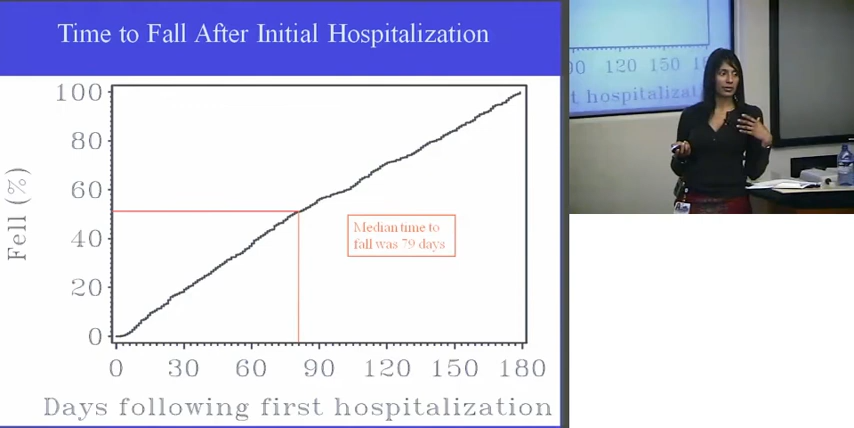 Time to Fall After Initial Hospitalization
100
80
60
40
20
0
Fell (%)
Median time to
fall was 79 days
0 30 60 90 120 150 180
Days following first hospitalization
120 150
t hospitalizat